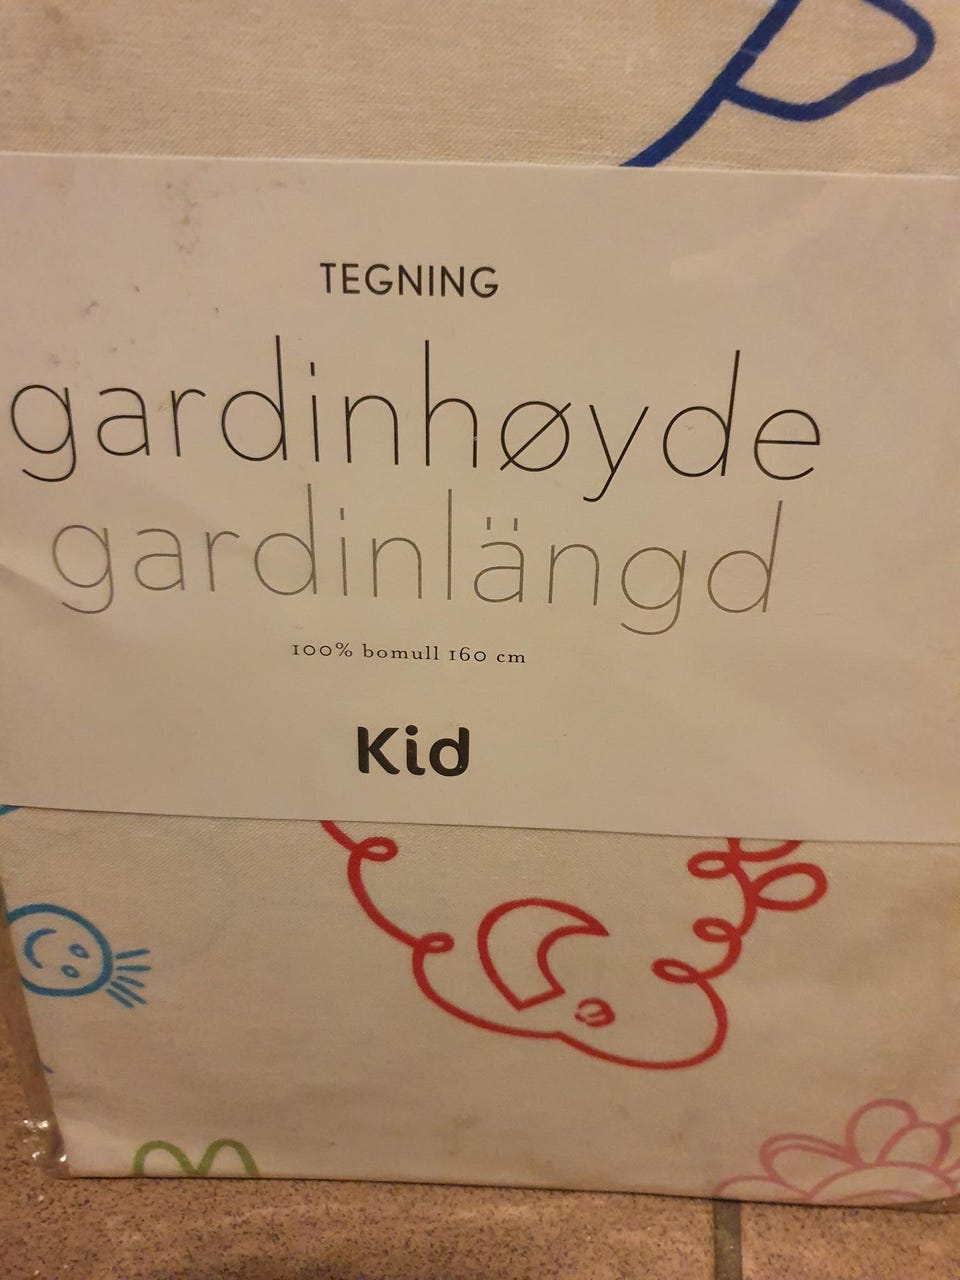 TEGNING
gardinhøyde
gardinlängd
100% bomull 160 cm
Kid